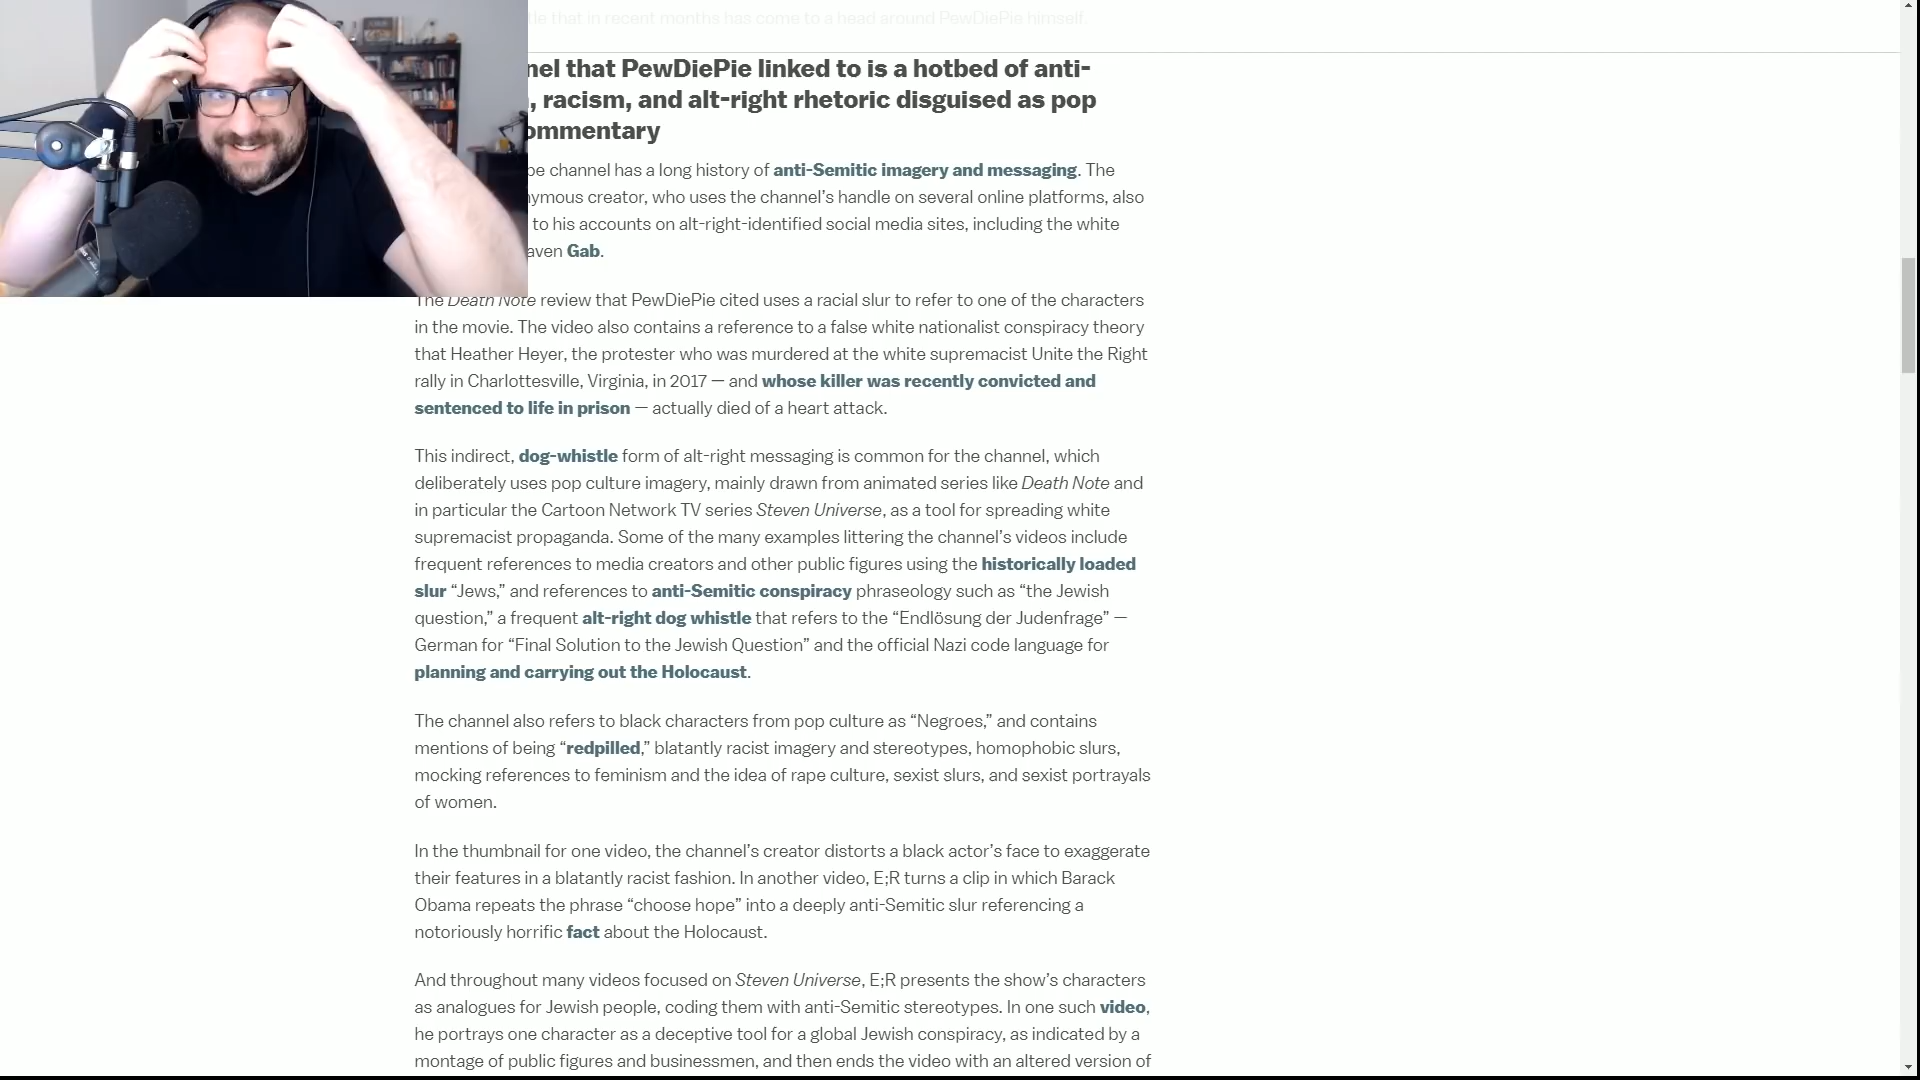 tle that in recent months has come to a head around PewDiePie himself.
nel that PewDiePie linked to is a hotbed of anti-
, racism, and alt-right rhetoric disguised as pop
ommentary
be channel has a long history of anti-Semitic imagery and messaging. The
nymous creator, who uses the channel’s handle on several online platforms, also
to his accounts on alt-right-identified social media sites, including the white
aven Gab.
The Death Note review that PewDiePie cited uses a racial slur to refer to one of the characters
in the movie. The video also contains a reference to a false white nationalist conspiracy theory
that Heather Heyer, the protester who was murdered at the white supremacist Unite the Right
rally in Charlottesville, Virginia, in 2017 — and whose killer was recently convicted and
sentenced to life in prison — actually died of a heart attack.
This indirect, dog-whistle form of alt-right messaging is common for the channel, which
deliberately uses pop culture imagery, mainly drawn from animated series like Death Note and
in particular the Cartoon Network TV series Steven Universe, as a tool for spreading white
supremacist propaganda. Some of the many examples littering the channel’s videos include
frequent references to media creators and other public figures using the historically loaded
slur “Jews,” and references to anti-Semitic conspiracy phraseology such as “the Jewish
question,” a frequent alt-right dog whistle that refers to the “Endlösung der Judenfrage” —
German for “Final Solution to the Jewish Question” and the official Nazi code language for
planning and carrying out the Holocaust.
The channel also refers to black characters from pop culture as “Negroes,” and contains
mentions of being “redpilled,” blatantly racist imagery and stereotypes, homophobic slurs,
mocking references to feminism and the idea of rape culture, sexist slurs, and sexist portrayals
of women.
In the thumbnail for one video, the channel’s creator distorts a black actor’s face to exaggerate
their features in a blatantly racist fashion. In another video, E;R turns a clip in which Barack
Obama repeats the phrase “choose hope” into a deeply anti-Semitic slur referencing a
notoriously horrific fact about the Holocaust.
And throughout many videos focused on Steven Universe, E;R presents the show’s characters
as analogues for Jewish people, coding them with anti-Semitic stereotypes. In one such video,
he portrays one character as a deceptive tool for a global Jewish conspiracy, as indicated by a
montage of public figures and businessmen, and then ends the video with an altered version of